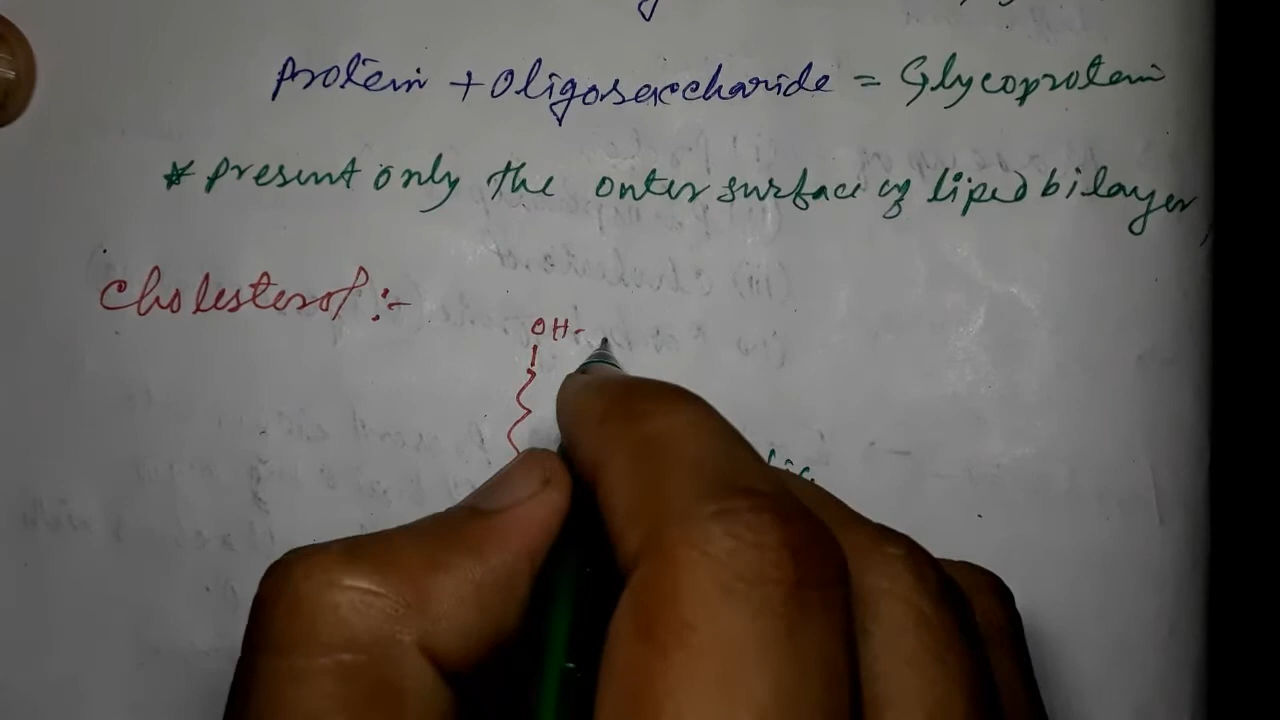 Protein + Oligosaccharide = Glycoprotein
* Present only the outer surface of lipid bilayer,
Cholesterol :-
OH-